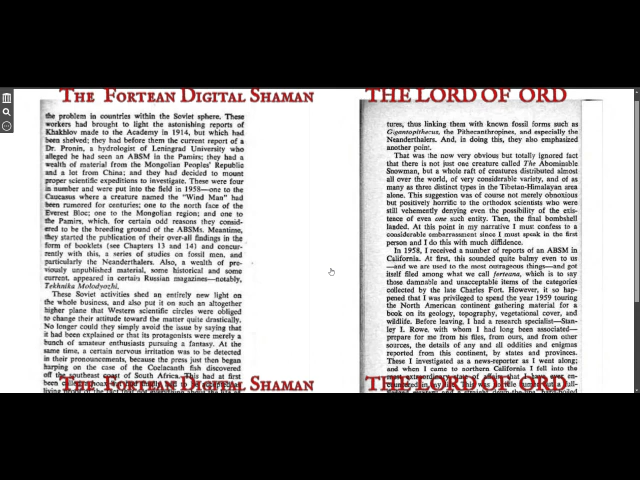 THE FORTEAN DIGITAL SHAMAN
the problem in countries within the Soviet sphere. These
workers had brought to light the astonishing reports of
Khakhlov made to the Academy in 1914, but which had
been shelved; they had before them the current report of a
Dr. Pronin, a hydrologist of Leningrad University who
alleged he had seen an ABSM in the Pamirs; they had a
wealth of material from the Mongolian Peoples' Republic
and a lot from China; and they had decided to mount
proper scientific expeditions to investigate. These were four
in number and were put into the field in 1958—one to the
Caucasus where a creature named the "Wind Man" had
been rumored for centuries; one to the north face of the
Everest Bloc; one to the Mongolian region; and one to
the Pamirs, which, for certain odd reasons they consid-
ered to be the breeding ground of the ABSMs. Meantime,
they started the publication of their over-all findings in the
form of booklets (see Chapters 13 and 14) and concur-
rently with this, a series of studies on fossil men, and
particularly the Neanderthalers. Also, a wealth of pre-
viously unpublished material, some historical and some
current, appeared in certain Russian magazines—notably,
Tekhnika Molodyozhi.
These Soviet activities shed an entirely new light on
the whole business, and also put it on such an altogether
higher plane that Western scientific circles were obliged
to change their attitude toward the matter quite drastically.
No longer could they simply avoid the issue by saying that
it had been explained or that its protagonists were merely a
bunch of amateur enthusiasts pursuing a fantasy. At the
same time, a certain nervous irritation was to be detected
in their pronouncements, because the press just then began
harping on the case of the Coelacanth fish discovered
off the southeast coast of South Africa. This had at first
THE FORTEAN DIGITAL SHAMAN
THE LORD OF ORD
tures, thus linking them with known fossil forms such as
Gigantopithecus, the Pithecanthropines, and especially the
Neanderthalers. And, in doing this, they also emphasized
another point.
That was the now very obvious but totally ignored fact
that there is not just one creature called The Abominable
Snowman, but a whole raft of creatures distributed almost
all over the world, of very considerable variety, and of as
many as three distinct types in the Tibetan-Himalayan area
alone. This suggestion was of course not merely obnoxious
but positively horrific to the orthodox scientists who were
still vehemently denying even the possibility of the exis-
tence of even one such entity. Then, the final bombshell
landed. At this point in my narrative I must confess to a
considerable embarrassment since I must speak in the first
person and I do this with much diffidence.
In 1958, I received a number of reports of an ABSM in
California. At first, this sounded quite balmy even to us
—and we are used to the most outrageous things—and got
itself filed among what we call forteana, which is to say
those damnable and unacceptable items of the categories
collected by the late Charles Fort. However, it so hap-
pened that I was privileged to spend the year 1959 touring
the North American continent gathering material for a
book on its geology, topography, vegetational cover, and
wildlife. Before leaving, I had a research specialist—Stan-
ley I. Rowe, with whom I had long been associated—
prepare for me from his files, from ours, and from other
sources, the details of any and all oddities and enigmas
reported from this continent, by states and provinces.
These I investigated as a news-reporter as I went along;
and when I came to northern California I fell into the
THE LORD OF ORD